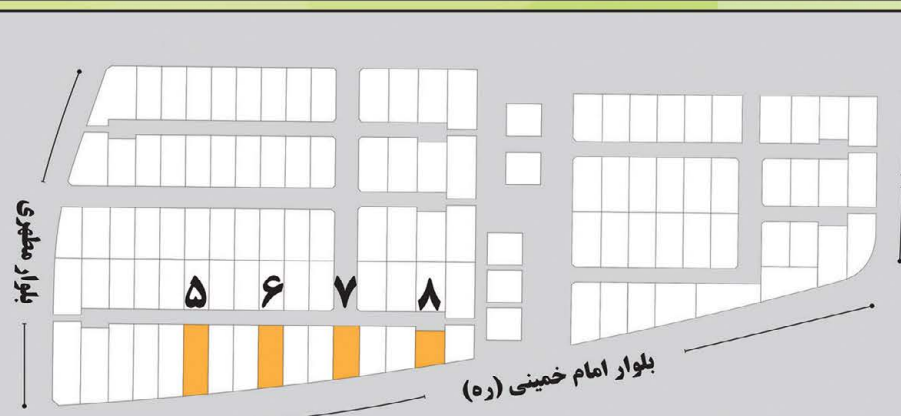 بلوار مطهری
۵ ۶ ۷ ۸
بلوار امام خمینی (ره)